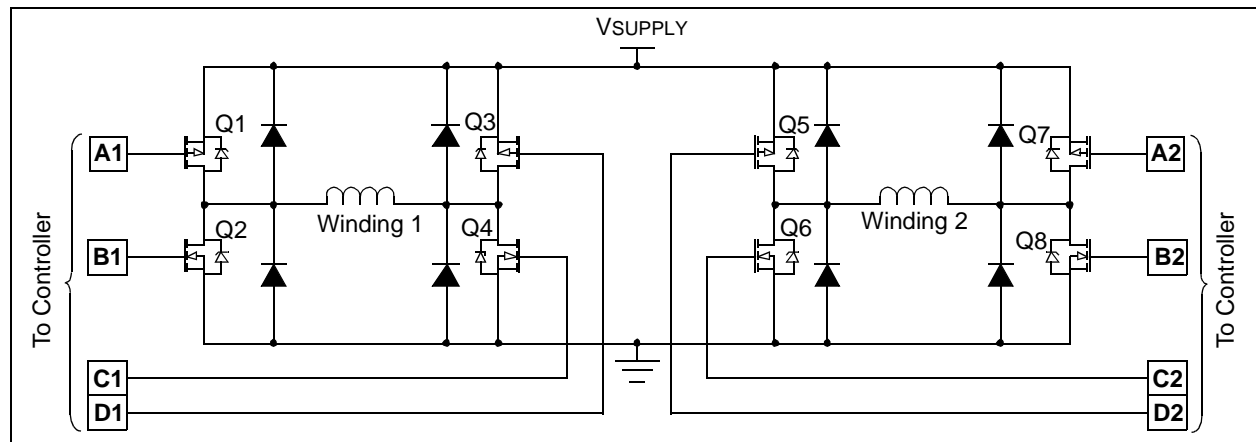 VSUPPLY
Q1
Q3
Q5
Q7
A1
A2
Winding 1
Winding 2
Q2
Q4
Q6
Q8
B1
B2
To Controller
To Controller
C1
C2
D1
D2